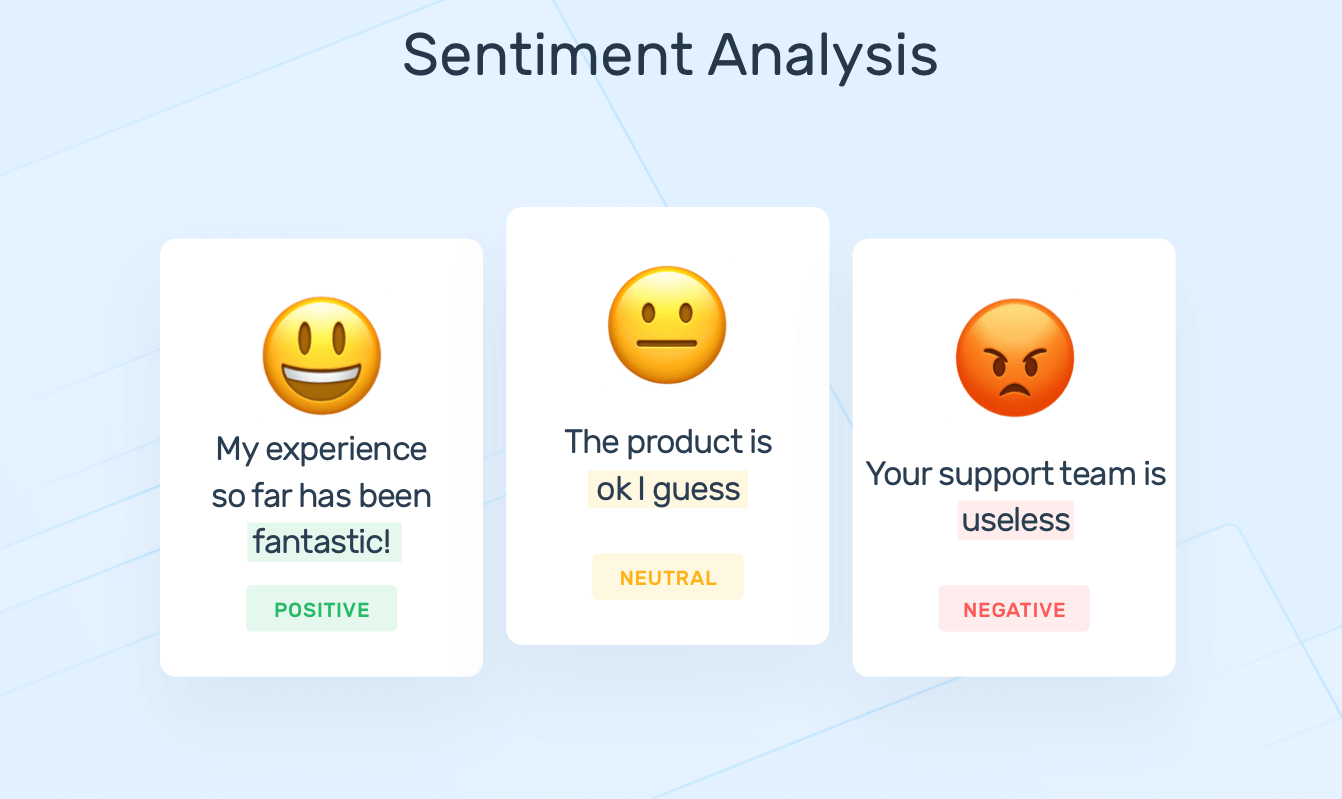 Sentiment Analysis
My experience
so far has been
fantastic!
POSITIVE
The product is
ok I guess
NEUTRAL
Your support team is
useless
NEGATIVE